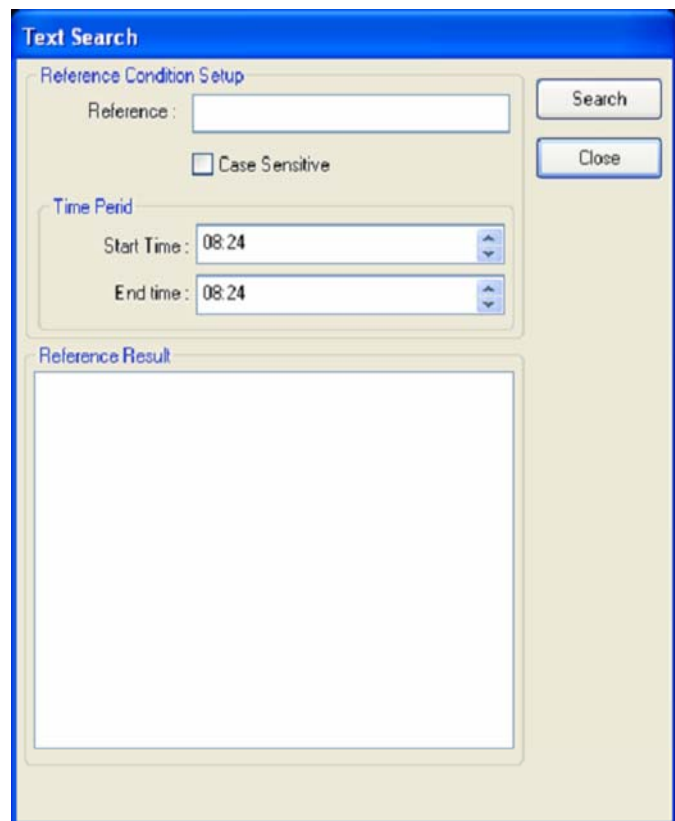 Text Search
Reference Condition Setup
Reference :
Search
Case Sensitive
Close
Time Perid
Start Time : 08:24
End time : 08:24
Reference Result